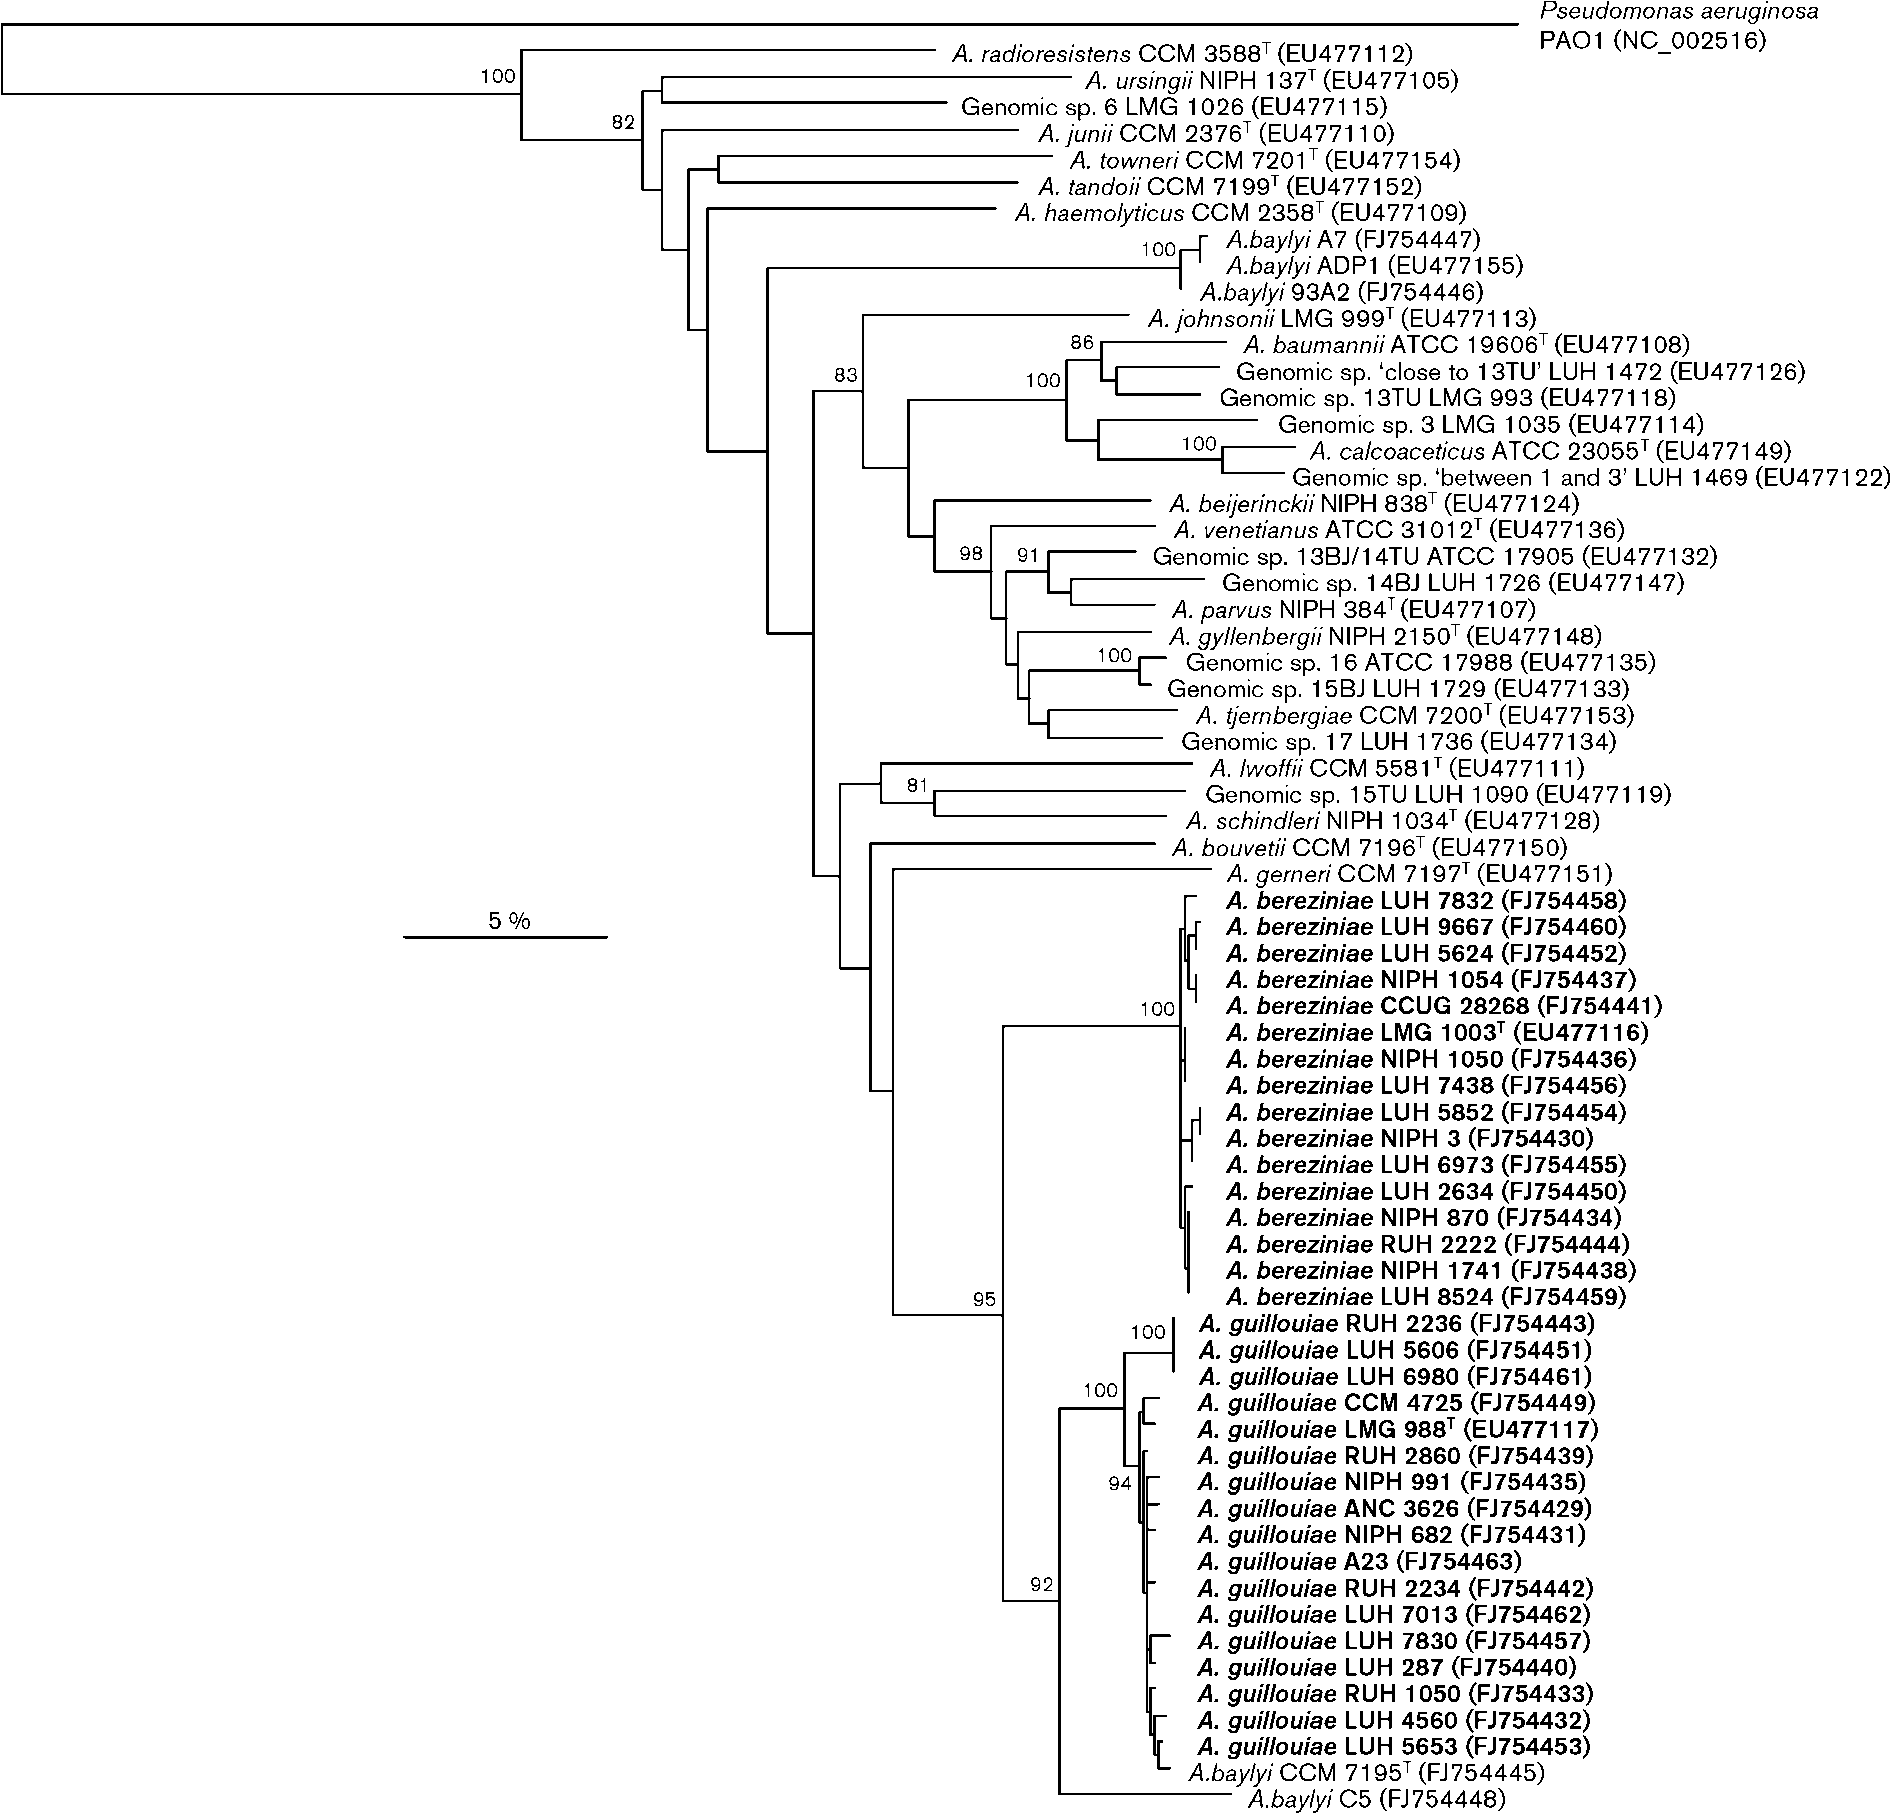 Pseudomonas aeruginosa
PAO1 (NC_002516)
A. radioresistens CCM 3588ᵀ (EU477112)
100
A. ursingii NIPH 137ᵀ (EU477105)
Genomic sp. 6 LMG 1026 (EU477115)
82
A. junii CCM 2376ᵀ (EU477110)
A. towneri CCM 7201ᵀ (EU477154)
A. tandoii CCM 7199ᵀ (EU477152)
A. haemolyticus CCM 2358ᵀ (EU477109)
A.baylyi A7 (FJ754447)
100
A.baylyi ADP1 (EU477155)
A.baylyi 93A2 (FJ754446)
A. johnsonii LMG 999ᵀ (EU477113)
86
A. baumannii ATCC 19606ᵀ (EU477108)
Genomic sp. ‘close to 13TU’ LUH 1472 (EU477126)
83
100
Genomic sp. 13TU LMG 993 (EU477118)
Genomic sp. 3 LMG 1035 (EU477114)
100
A. calcoaceticus ATCC 23055ᵀ (EU477149)
Genomic sp. ‘between 1 and 3’ LUH 1469 (EU477122)
A. beijerinckii NIPH 838ᵀ (EU477124)
A. venetianus ATCC 31012ᵀ (EU477136)
98
91
Genomic sp. 13BJ/14TU ATCC 17905 (EU477132)
Genomic sp. 14BJ LUH 1726 (EU477147)
A. parvus NIPH 384ᵀ (EU477107)
A. gyllenbergii NIPH 2150ᵀ (EU477148)
100
Genomic sp. 16 ATCC 17988 (EU477135)
Genomic sp. 15BJ LUH 1729 (EU477133)
A. tjernbergiae CCM 7200ᵀ (EU477153)
Genomic sp. 17 LUH 1736 (EU477134)
A. lwoffii CCM 5581ᵀ (EU477111)
81
Genomic sp. 15TU LUH 1090 (EU477119)
A. schindleri NIPH 1034ᵀ (EU477128)
A. bouvetii CCM 7196ᵀ (EU477150)
A. gerneri CCM 7197ᵀ (EU477151)
A. bereziniae LUH 7832 (FJ754458)
5 %
A. bereziniae LUH 9667 (FJ754460)
A. bereziniae LUH 5624 (FJ754452)
A. bereziniae NIPH 1054 (FJ754437)
100
A. bereziniae CCUG 28268 (FJ754441)
A. bereziniae LMG 1003ᵀ (EU477116)
A. bereziniae NIPH 1050 (FJ754436)
A. bereziniae LUH 7438 (FJ754456)
A. bereziniae LUH 5852 (FJ754454)
A. bereziniae NIPH 3 (FJ754430)
A. bereziniae LUH 6973 (FJ754455)
A. bereziniae LUH 2634 (FJ754450)
A. bereziniae NIPH 870 (FJ754434)
A. bereziniae RUH 2222 (FJ754444)
A. bereziniae NIPH 1741 (FJ754438)
95
A. bereziniae LUH 8524 (FJ754459)
A. guillouiae RUH 2236 (FJ754443)
100
A. guillouiae LUH 5606 (FJ754451)
A. guillouiae LUH 6980 (FJ754461)
100
A. guillouiae CCM 4725 (FJ754449)
A. guillouiae LMG 988ᵀ (EU477117)
A. guillouiae RUH 2860 (FJ754439)
94
A. guillouiae NIPH 991 (FJ754435)
A. guillouiae ANC 3626 (FJ754429)
A. guillouiae NIPH 682 (FJ754431)
A. guillouiae A23 (FJ754463)
92
A. guillouiae RUH 2234 (FJ754442)
A. guillouiae LUH 7013 (FJ754462)
A. guillouiae LUH 7830 (FJ754457)
A. guillouiae LUH 287 (FJ754440)
A. guillouiae RUH 1050 (FJ754433)
A. guillouiae LUH 4560 (FJ754432)
A. guillouiae LUH 5653 (FJ754453)
A.baylyi CCM 7195ᵀ (FJ754445)
A.baylyi C5 (FJ754448)